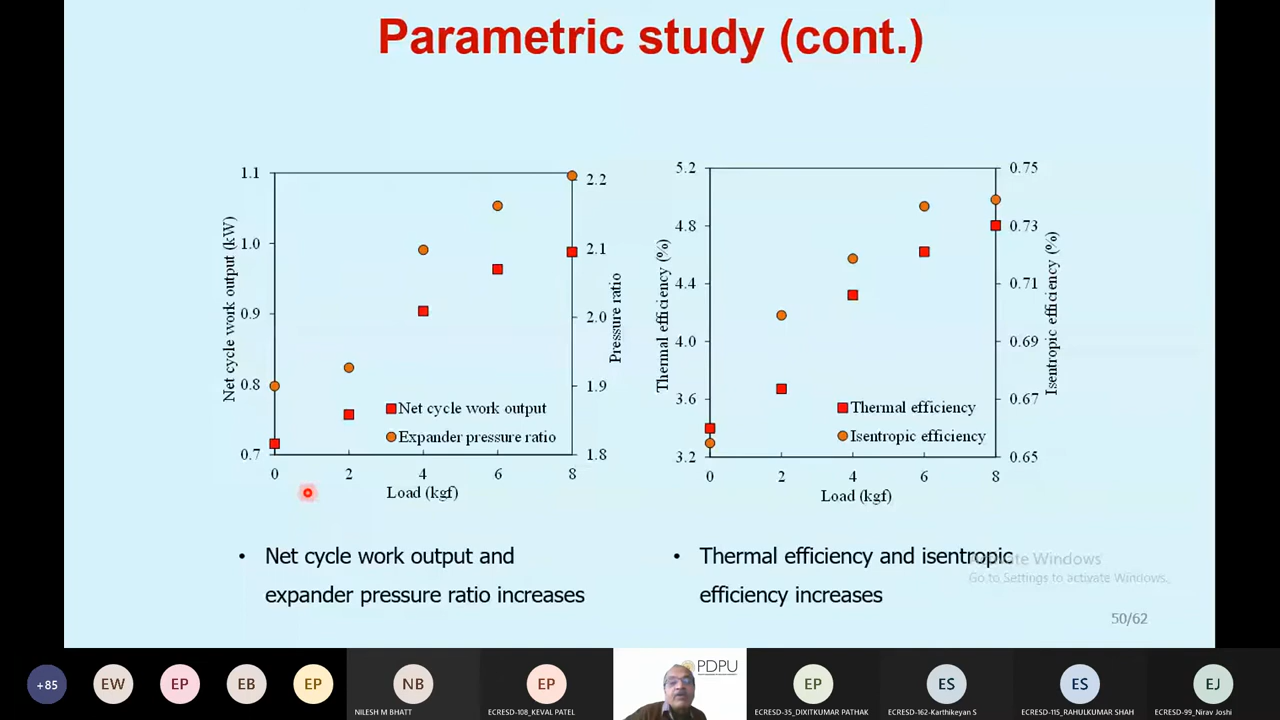 Parametric study (cont.)
1.1
1.0
0.9
0.8
0.7
Net cycle work output (kW)
2.2
2.1
2.0
1.9
1.8
Pressure ratio
Net cycle work output
Expander pressure ratio
0 2 4 6 8
Load (kgf)
5.2
4.8
4.4
4.0
3.6
3.2
Thermal efficiency (%)
0.75
0.73
0.71
0.69
0.67
0.65
Isentropic efficiency (%)
Thermal efficiency
Isentropic efficiency
0 2 4 6 8
Load (kgf)
• Net cycle work output and
expander pressure ratio increases
• Thermal efficiency and isentropic
efficiency increases
Activate Windows
Go to Settings to activate Windows.
50/62
+85 EW EP EB EP NB EP PDPU EP ES ES EJ
NILESH M BHATT ECRESD-108_KEVAL PATEL ECRESD-35_DIXITKUMAR PATHAK ECRESD-162-Karthikeyan S ECRESD-115_RAHULKUMAR SHAH ECRESD-99_Nirav Joshi